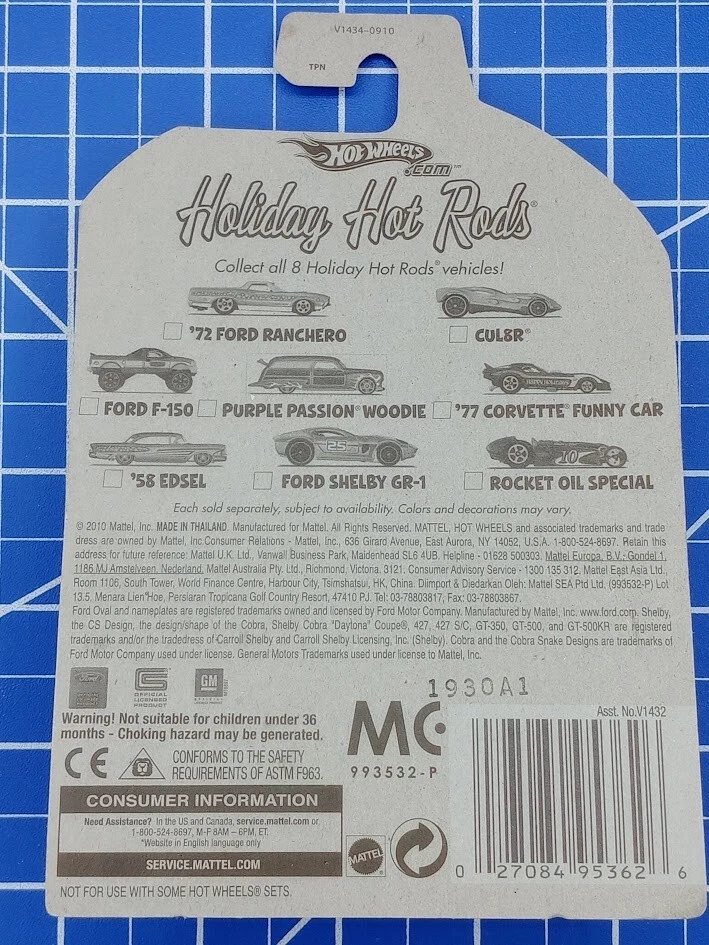 V1434-0910
TPN
HOT WHEELS
.COM™
Holiday Hot Rods®
Collect all 8 Holiday Hot Rods® vehicles!
'72 FORD RANCHERO
CUL8R®
HAPPY HOLIDAYS
FORD F-150
PURPLE PASSION® WOODIE
'77 CORVETTE® FUNNY CAR
25
10
'58 EDSEL
FORD SHELBY GR-1
ROCKET OIL SPECIAL
Each sold separately, subject to availability. Colors and decorations may vary.
© 2010 Mattel, Inc. MADE IN THAILAND. Manufactured for Mattel. All Rights Reserved. MATTEL, HOT WHEELS and associated trademarks and trade
dress are owned by Mattel, Inc.Consumer Relations - Mattel, Inc., 636 Girard Avenue, East Aurora, NY 14052, U.S.A. 1-800-524-8697. Retain this
address for future reference: Mattel U.K. Ltd., Vanwall Business Park, Maidenhead SL6 4UB. Helpline - 01628 500303. Mattel Europa, B.V., Gondel 1,
1186 MJ Amstelveen, Nederland. Mattel Australia Pty. Ltd., Richmond, Victoria. 3121. Consumer Advisory Service - 1300 135 312. Mattel East Asia Ltd.,
Room 1106, South Tower, World Finance Centre, Harbour City, Tsimshatsui, HK, China. Diimport & Diedarkan Oleh: Mattel SEA Ptd Ltd. (993532-P) Lot
13.5, Menara Lien Hoe, Persiaran Tropicana Golf Country Resort, 47410 PJ. Tel: 03-78803817; Fax: 03-78803867.
Ford Oval and nameplates are registered trademarks owned and licensed by Ford Motor Company. Manufactured by Mattel, Inc. www.ford.com. Shelby,
the CS Design, the design/shape of the Cobra, Shelby Cobra "Daytona" Coupe®, 427, 427 S/C, GT-350, GT-500, and GT-500KR are registered
trademarks and/or the tradedress of Carroll Shelby and Carroll Shelby Licensing, Inc. (Shelby). Cobra and the Cobra Snake Designs are trademarks of
Ford Motor Company used under license. General Motors Trademarks used under license to Mattel, Inc.
Ford
OFFICIAL
LICENSED
PRODUCT
GM
1930A1
Warning! Not suitable for children under 36
months - Choking hazard may be generated.
CE
CONFORMS TO THE SAFETY
REQUIREMENTS OF ASTM F963.
MC
993532-P
Asst. No.V1432
CONSUMER INFORMATION
Need Assistance? In the US and Canada, service.mattel.com or,
1-800-524-8697, M-F 8AM – 6PM, ET.
*Website in English language only
SERVICE.MATTEL.COM
MATTEL
0 27084 95362 6
NOT FOR USE WITH SOME HOT WHEELS® SETS.